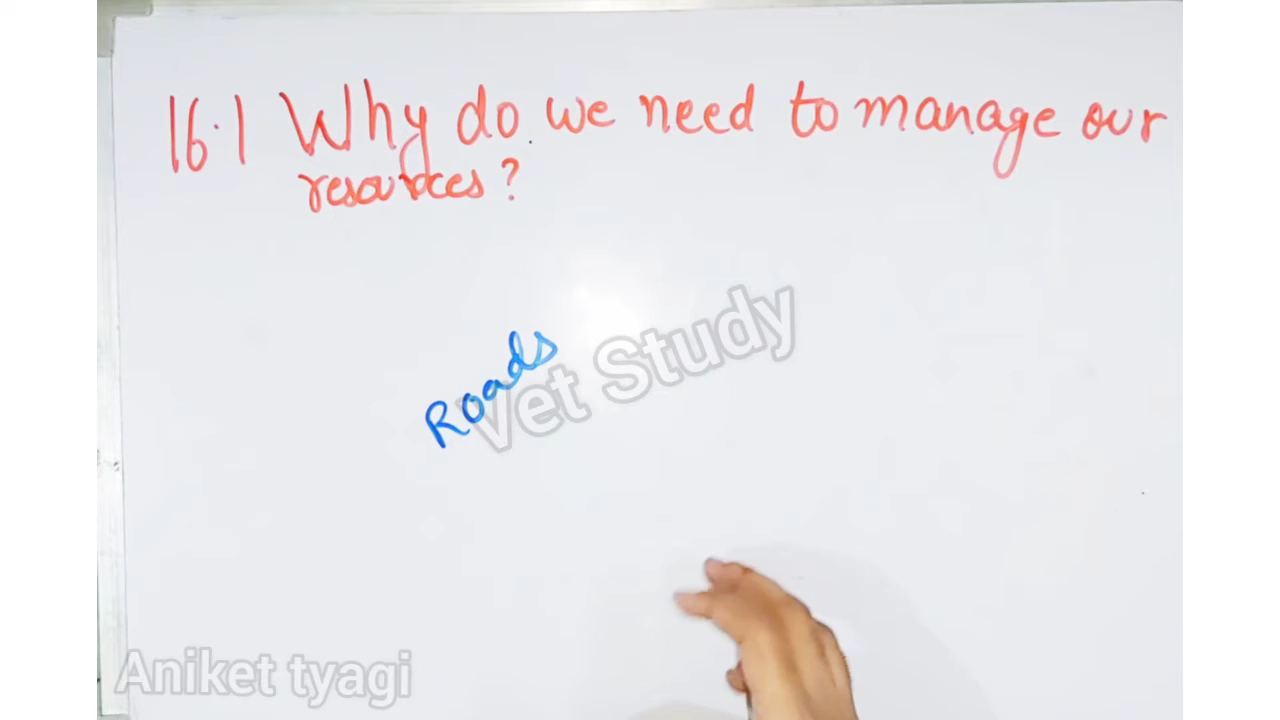 16.1 Why do we need to manage our
resources?
Roads
Vet Study
Aniket tyagi